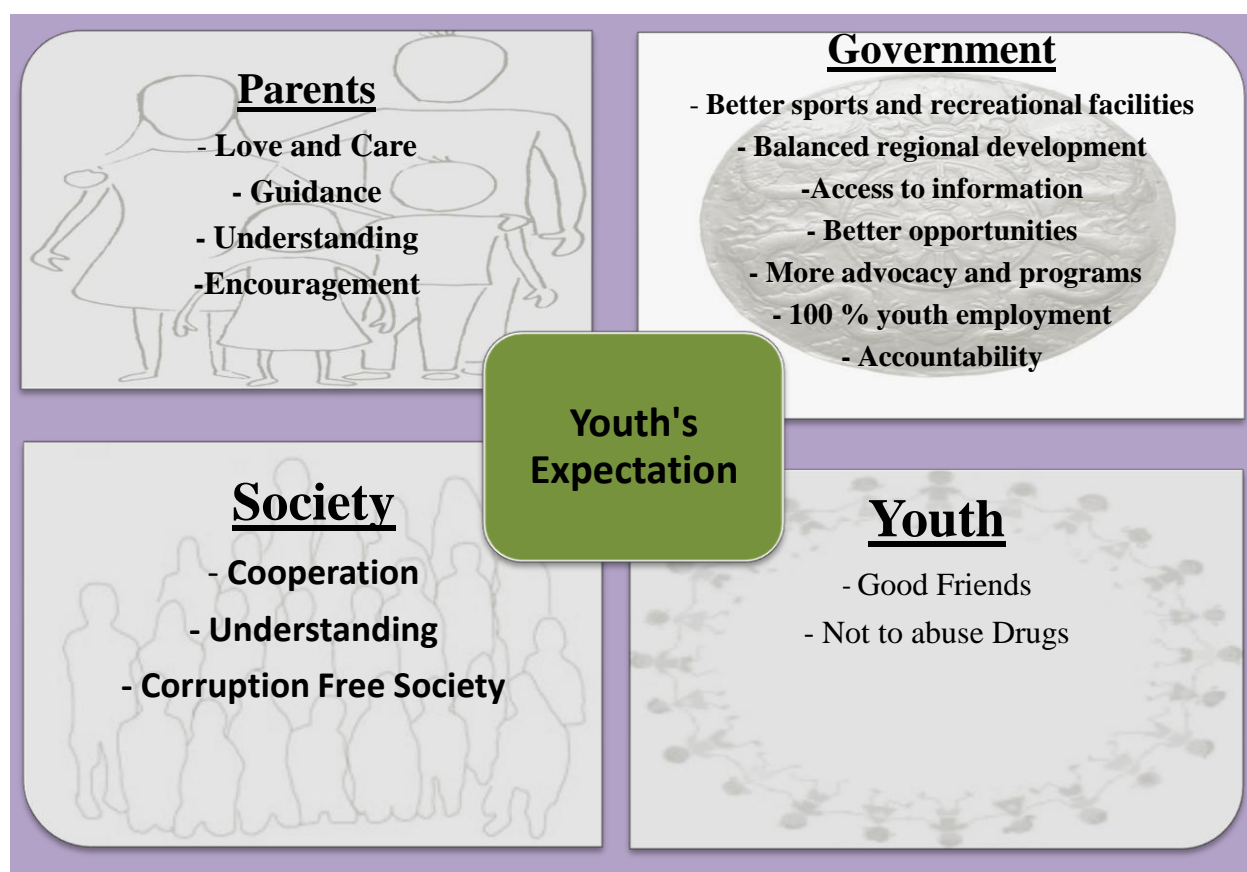 Parents
- Love and Care
- Guidance
- Understanding
-Encouragement
Government
- Better sports and recreational facilities
- Balanced regional development
-Access to information
- Better opportunities
- More advocacy and programs
- 100 % youth employment
- Accountability
Youth's
Expectation
Society
- Cooperation
- Understanding
- Corruption Free Society
Youth
- Good Friends
- Not to abuse Drugs